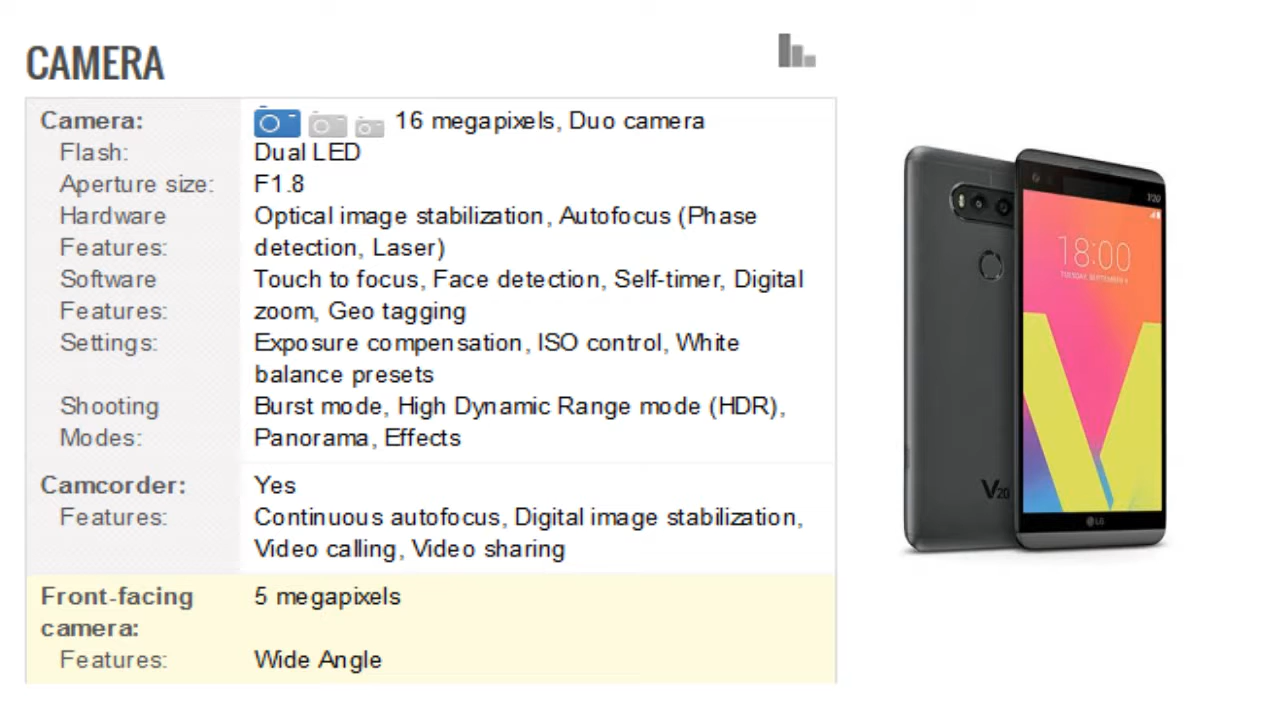 CAMERA
Camera: 16 megapixels, Duo camera
Flash: Dual LED
Aperture size: F1.8
Hardware Optical image stabilization, Autofocus (Phase
Features: detection, Laser)
Software Touch to focus, Face detection, Self-timer, Digital
Features: zoom, Geo tagging
Settings: Exposure compensation, ISO control, White
balance presets
Shooting Burst mode, High Dynamic Range mode (HDR),
Modes: Panorama, Effects
Camcorder: Yes
Features: Continuous autofocus, Digital image stabilization,
Video calling, Video sharing
Front-facing 5 megapixels
camera:
Features: Wide Angle
V20
18:00
TUESDAY, SEPTEMBER 6
V20
LG